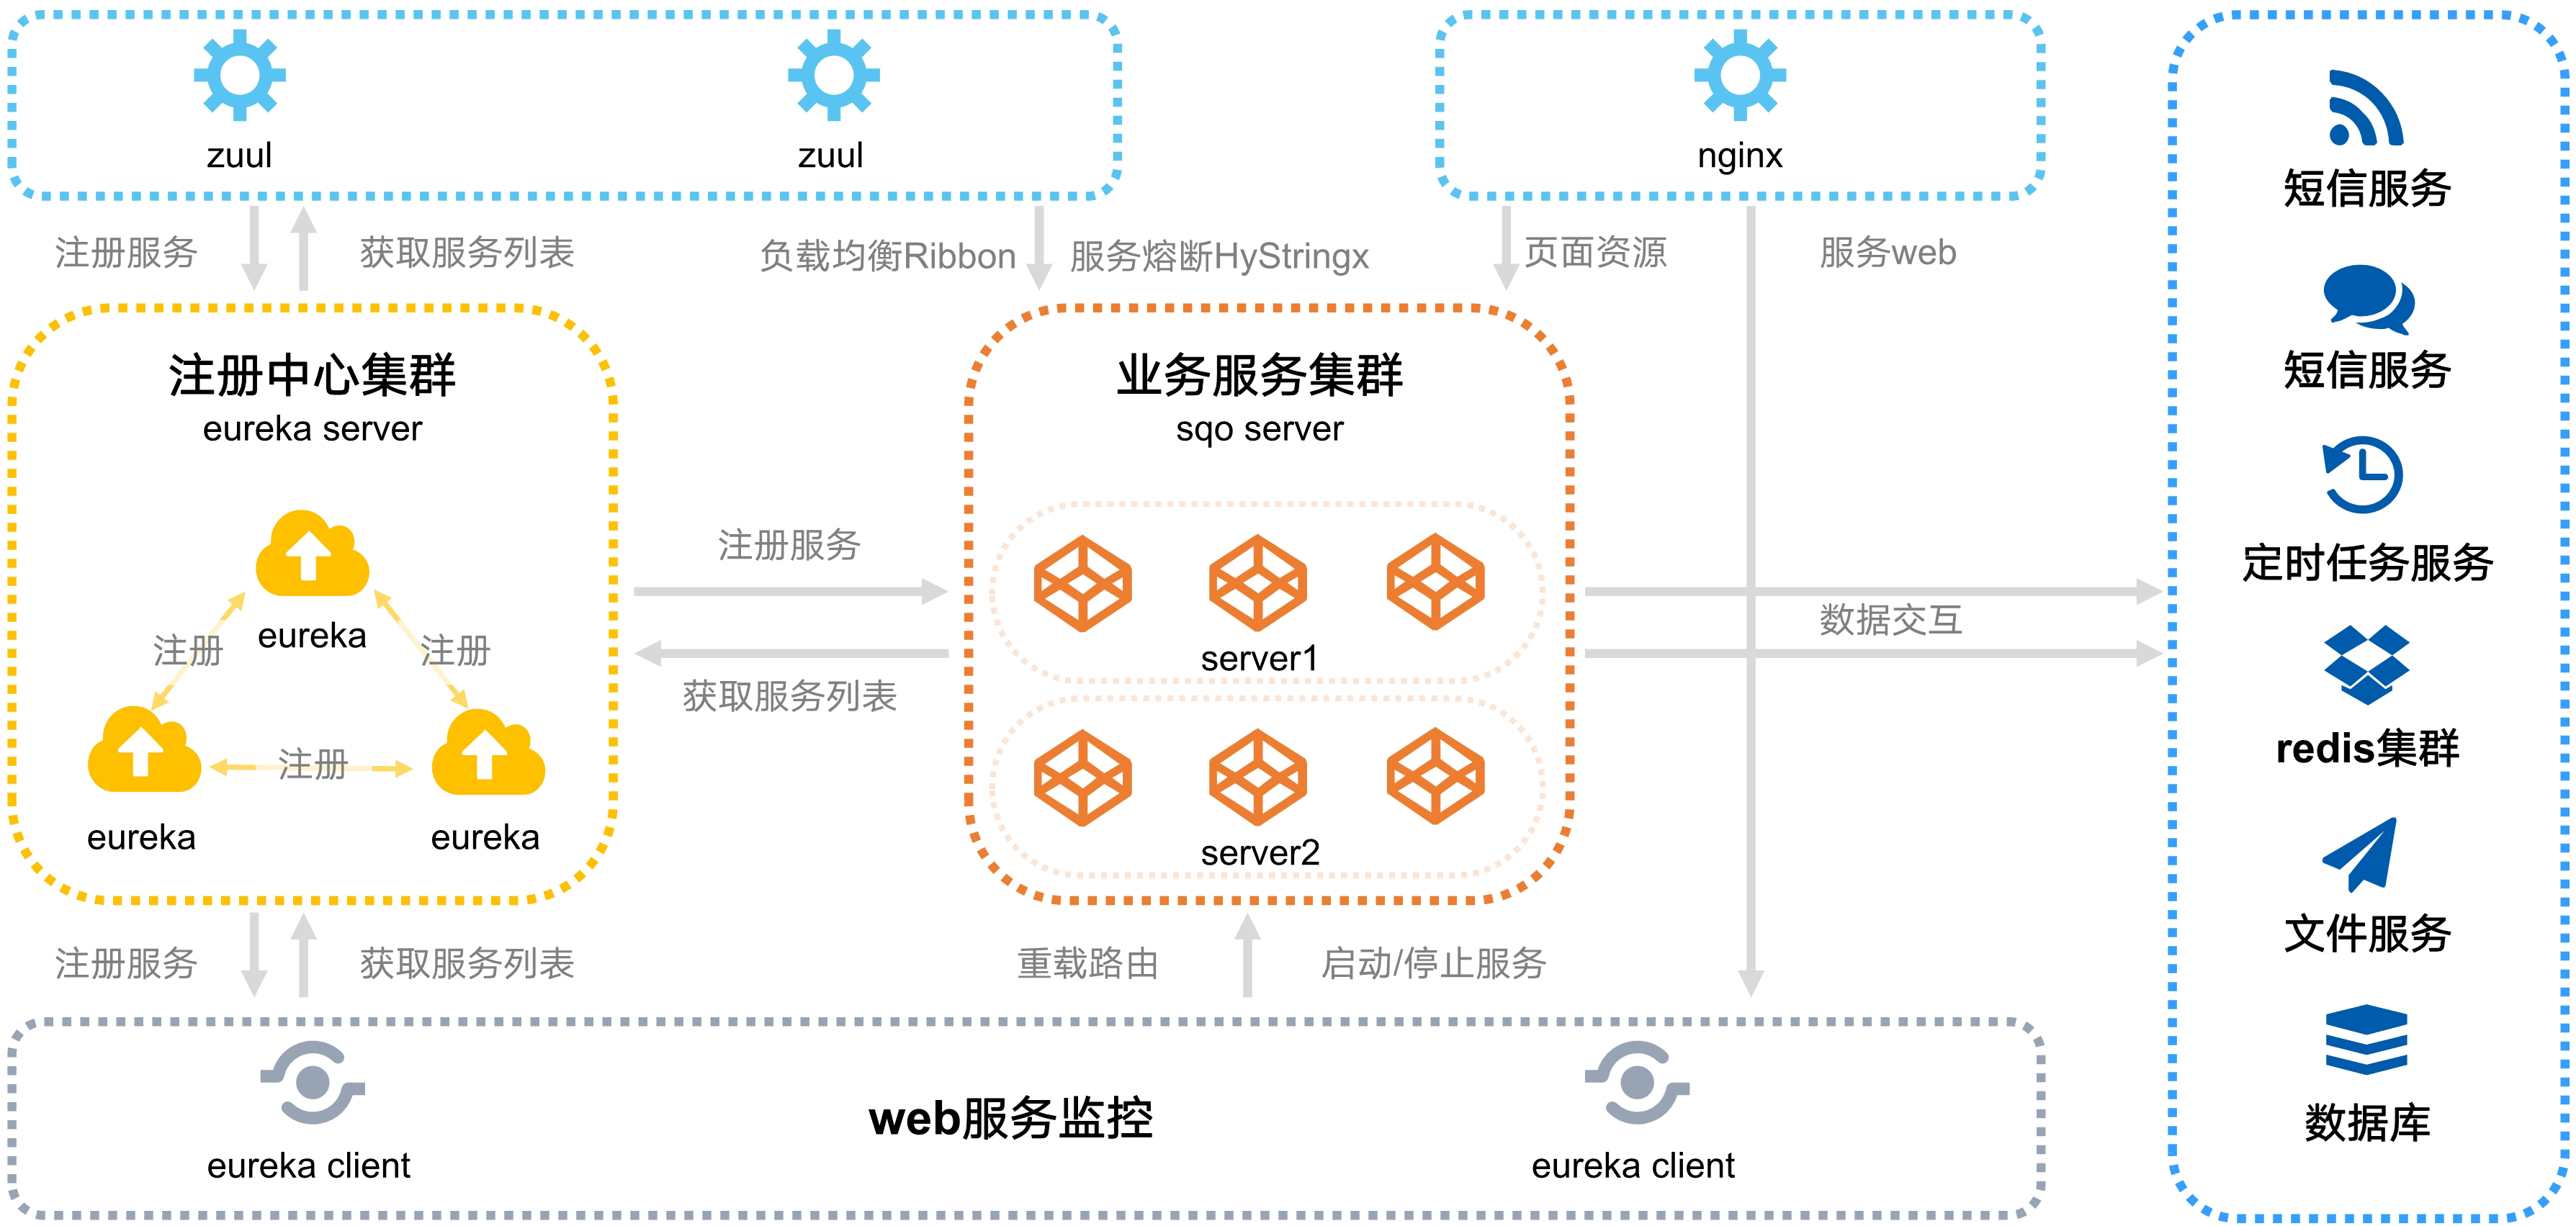 zuul
zuul
nginx
注册服务
获取服务列表
负载均衡Ribbon
服务熔断HyStringx
页面资源
服务web
注册中心集群
eureka server
eureka
注册
注册
注册
eureka
eureka
注册服务
获取服务列表
业务服务集群
sqo server
server1
server2
数据交互
注册服务
获取服务列表
重载路由
启动/停止服务
eureka client
web服务监控
eureka client
短信服务
短信服务
定时任务服务
redis集群
文件服务
数据库